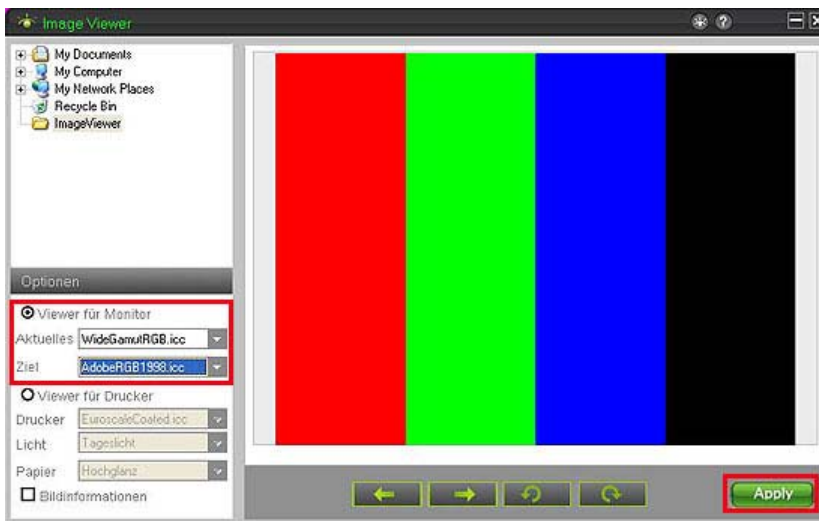 Image Viewer
My Documents
My Computer
My Network Places
Recycle Bin
ImageViewer
Optionen
Viewer für Monitor
Aktuelles WideGamutRGB.icc
Ziel AdobeRGB1998.icc
Viewer für Drucker
Drucker EuroscaleCoated.icc
Licht Tageslicht
Papier Hochglanz
Bildinformationen
Apply